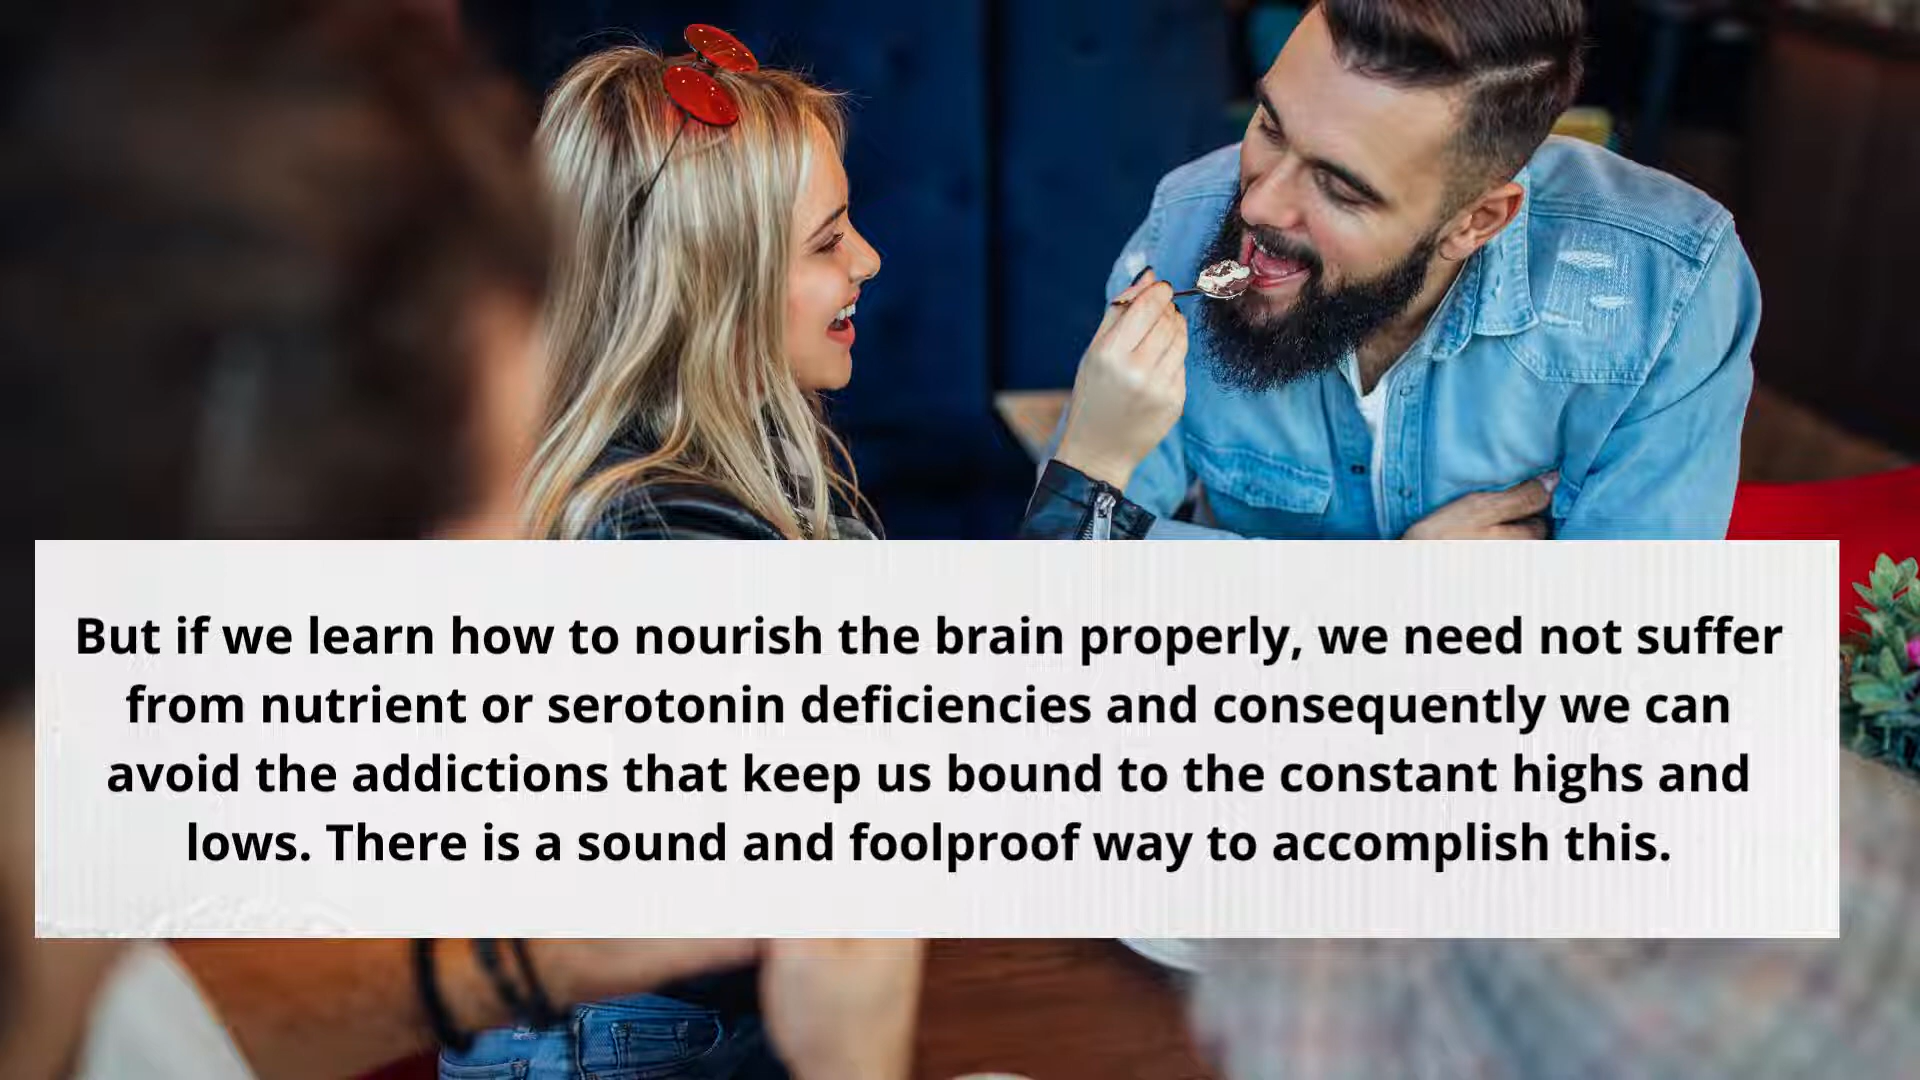 But if we learn how to nourish the brain properly, we need not suffer
from nutrient or serotonin deficiencies and consequently we can
avoid the addictions that keep us bound to the constant highs and
lows. There is a sound and foolproof way to accomplish this.